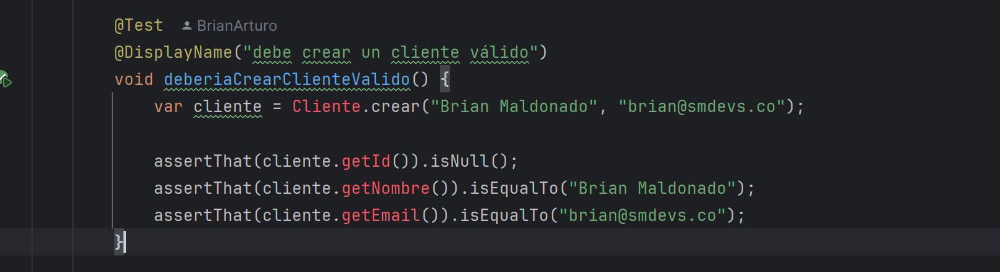 @Test BrianArturo
@DisplayName("debe crear un cliente válido")
void deberiaCrearClienteValido() {
var cliente = Cliente.crear("Brian Maldonado", "brian@smdevs.co");
assertThat(cliente.getId()).isNull();
assertThat(cliente.getNombre()).isEqualTo("Brian Maldonado");
assertThat(cliente.getEmail()).isEqualTo("brian@smdevs.co");
}